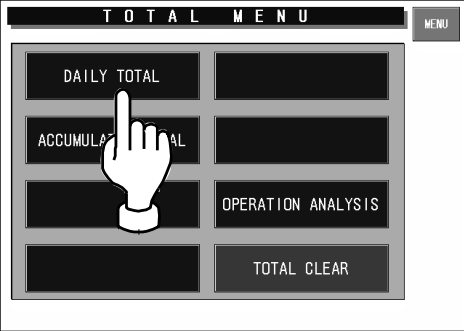 TOTAL MENU
MENU
DAILY TOTAL
OPERATION ANALYSIS
TOTAL CLEAR